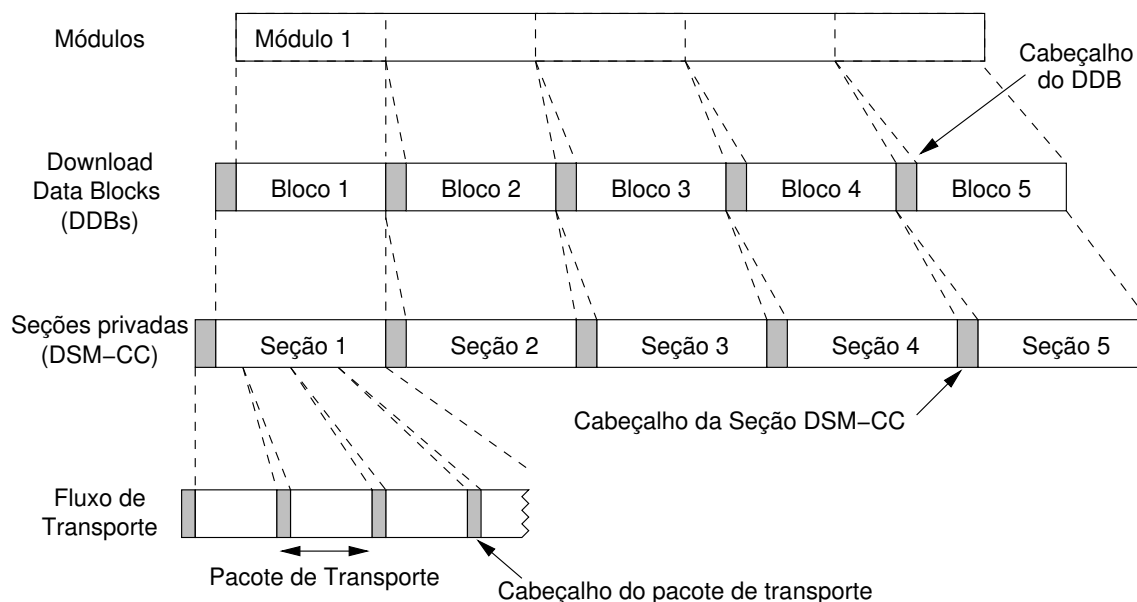 Módulos
Módulo 1
Cabeçalho
do DDB
Download
Data Blocks
(DDBs)
Bloco 1
Bloco 2
Bloco 3
Bloco 4
Bloco 5
Seções privadas
(DSM−CC)
Seção 1
Seção 2
Seção 3
Seção 4
Seção 5
Cabeçalho da Seção DSM−CC
Fluxo de
Transporte
Pacote de Transporte
Cabeçalho do pacote de transporte